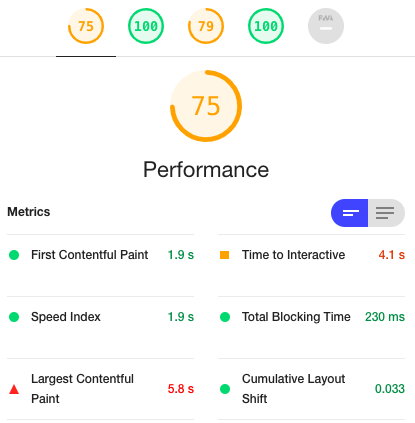 75 100 79 100 PWA
75
Performance
Metrics
First Contentful Paint 1.9 s
Time to Interactive 4.1 s
Speed Index 1.9 s
Total Blocking Time 230 ms
Largest Contentful
Paint 5.8 s
Cumulative Layout
Shift 0.033